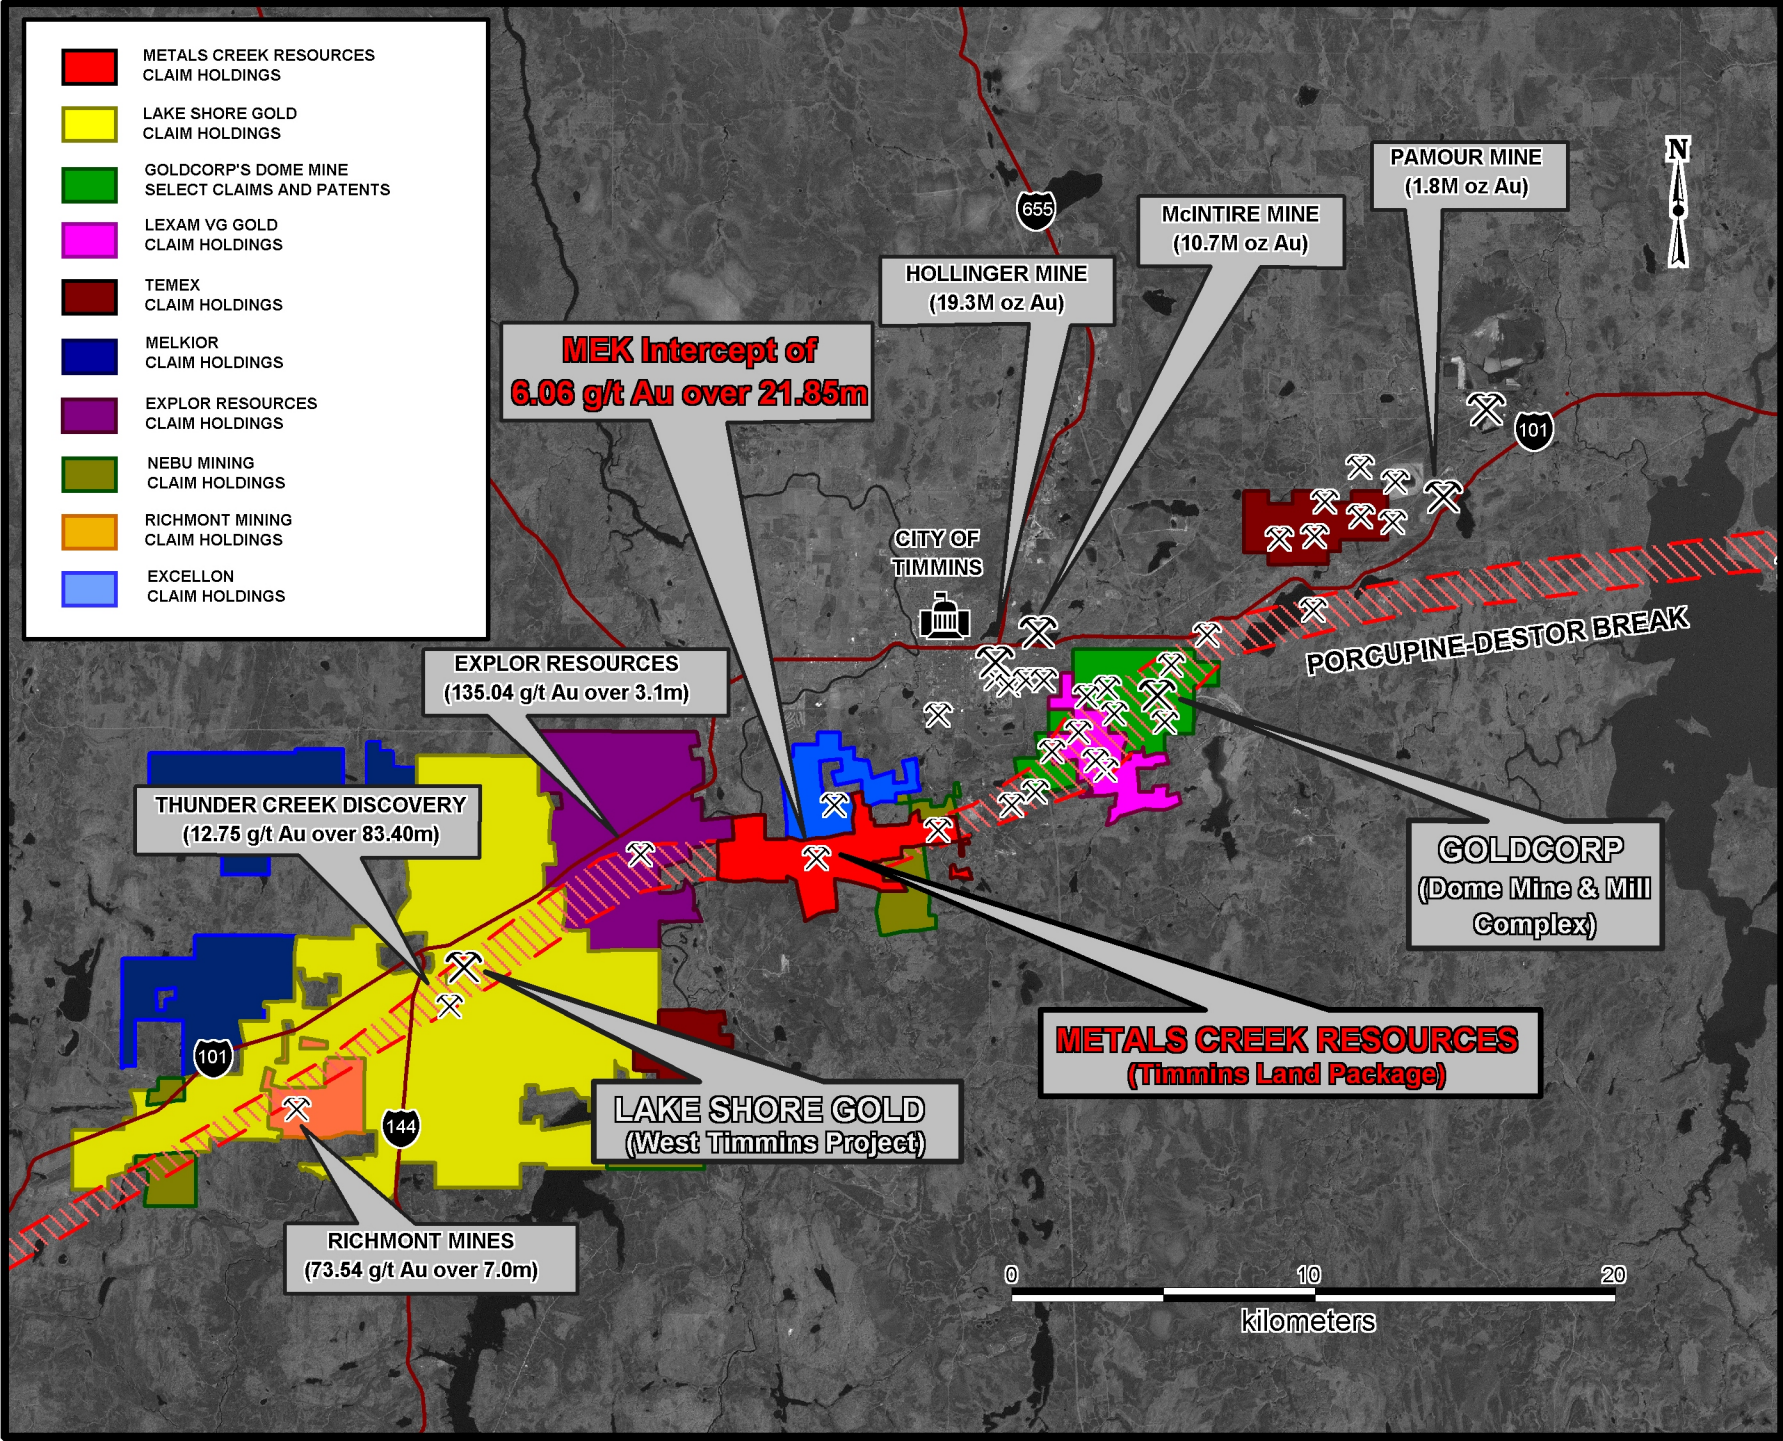 METALS CREEK RESOURCES
CLAIM HOLDINGS
LAKE SHORE GOLD
CLAIM HOLDINGS
GOLDCORP'S DOME MINE
SELECT CLAIMS AND PATENTS
LEXAM VG GOLD
CLAIM HOLDINGS
TEMEX
CLAIM HOLDINGS
MELKIOR
CLAIM HOLDINGS
EXPLOR RESOURCES
CLAIM HOLDINGS
NEBU MINING
CLAIM HOLDINGS
RICHMONT MINING
CLAIM HOLDINGS
EXCELLON
CLAIM HOLDINGS
PAMOUR MINE
(1.8M oz Au)
N
655
McINTIRE MINE
(10.7M oz Au)
HOLLINGER MINE
(19.3M oz Au)
MEK Intercept of
6.06 g/t Au over 21.85m
101
CITY OF
TIMMINS
PORCUPINE-DESTOR BREAK
EXPLOR RESOURCES
(135.04 g/t Au over 3.1m)
THUNDER CREEK DISCOVERY
(12.75 g/t Au over 83.40m)
GOLDCORP
(Dome Mine & Mill
Complex)
METALS CREEK RESOURCES
(Timmins Land Package)
101
144
LAKE SHORE GOLD
(West Timmins Project)
RICHMONT MINES
(73.54 g/t Au over 7.0m)
0 10 20
kilometers